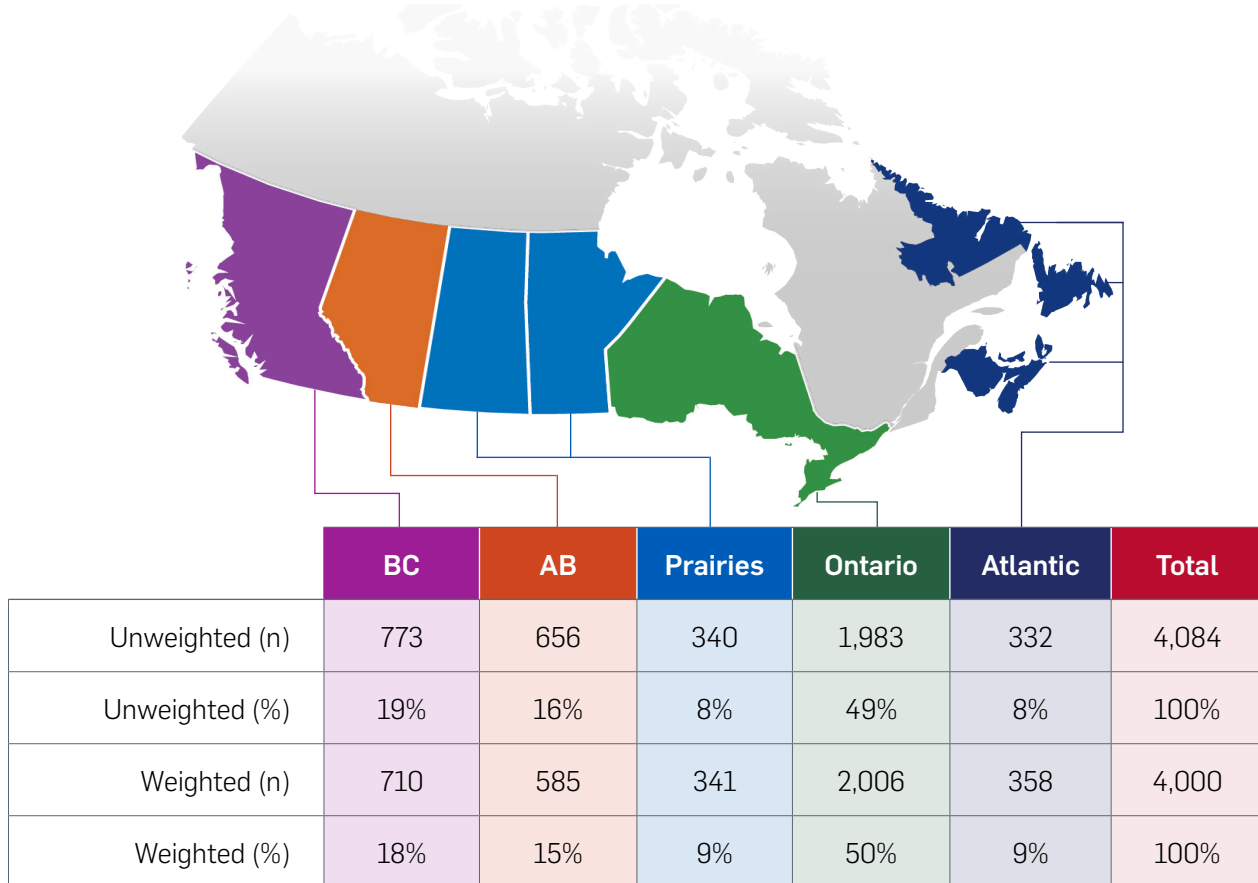 BC AB Prairies Ontario Atlantic Total
Unweighted (n) 773 656 340 1,983 332 4,084
Unweighted (%) 19% 16% 8% 49% 8% 100%
Weighted (n) 710 585 341 2,006 358 4,000
Weighted (%) 18% 15% 9% 50% 9% 100%